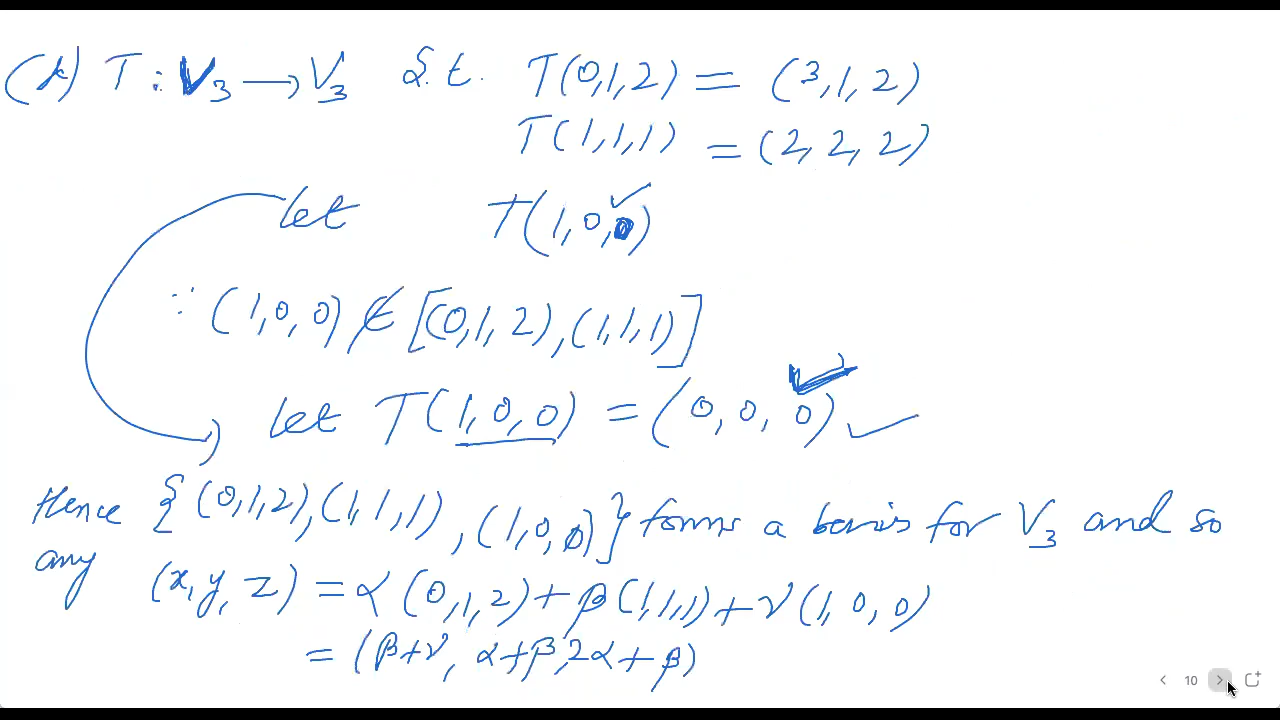 (k) T : V₃ → V₃ s.t. T(0,1,2) = (3,1,2)
T(1,1,1) = (2,2,2)
let T(1,0,0)
∵ (1,0,0) ∉ [(0,1,2),(1,1,1)]
let T(1,0,0) = (0,0,0)
Hence {(0,1,2),(1,1,1),(1,0,0)} forms a basis for V₃ and so
any (x,y,z) = α(0,1,2)+β(1,1,1)+γ(1,0,0)
= (β+γ, α+β, 2α+β)
10